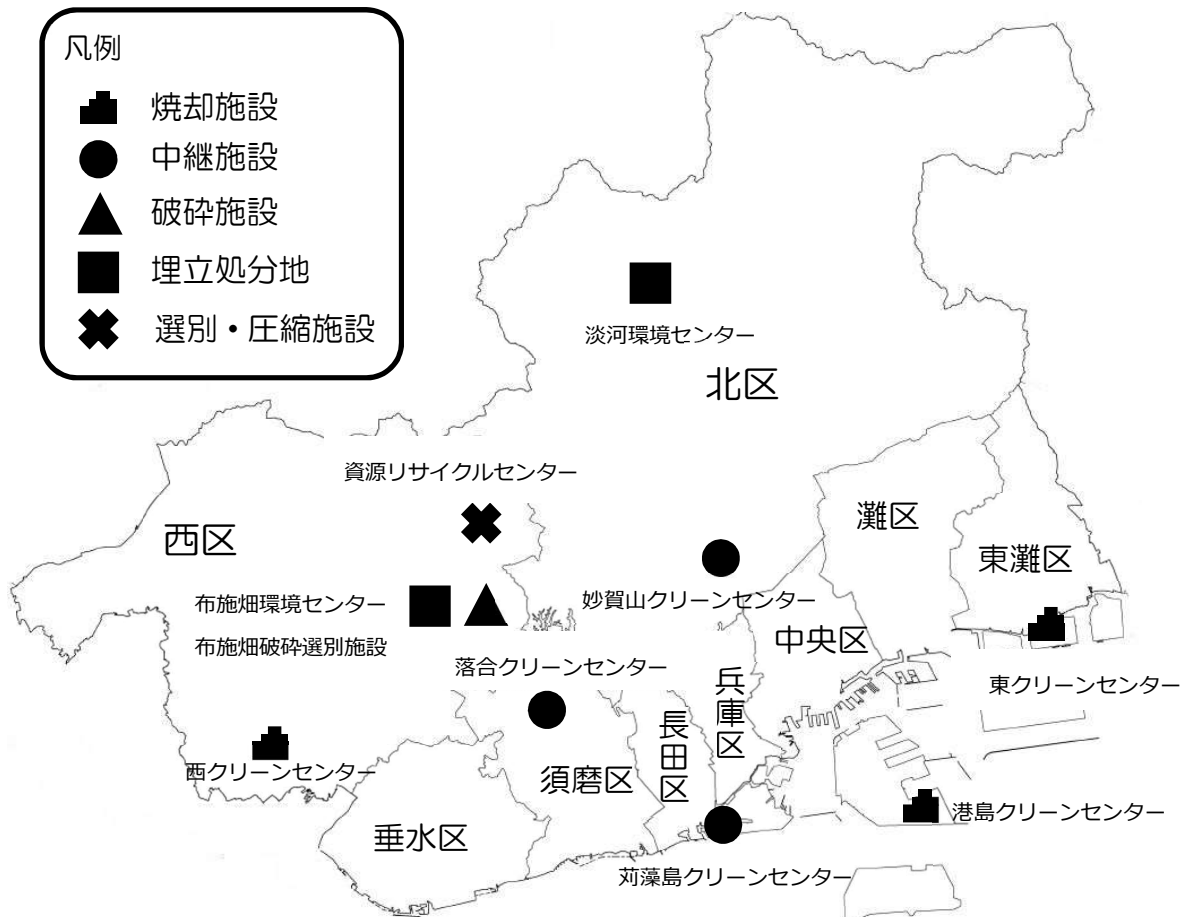 凡例
焼却施設
中継施設
破砕施設
埋立処分地
選別・圧縮施設
淡河環境センター
北区
資源リサイクルセンター
灘区
西区
東灘区
布施畑環境センター
妙賀山クリーンセンター
布施畑破砕選別施設
中央区
落合クリーンセンター
兵庫区
東クリーンセンター
長田区
西クリーンセンター
須磨区
港島クリーンセンター
垂水区
苅藻島クリーンセンター